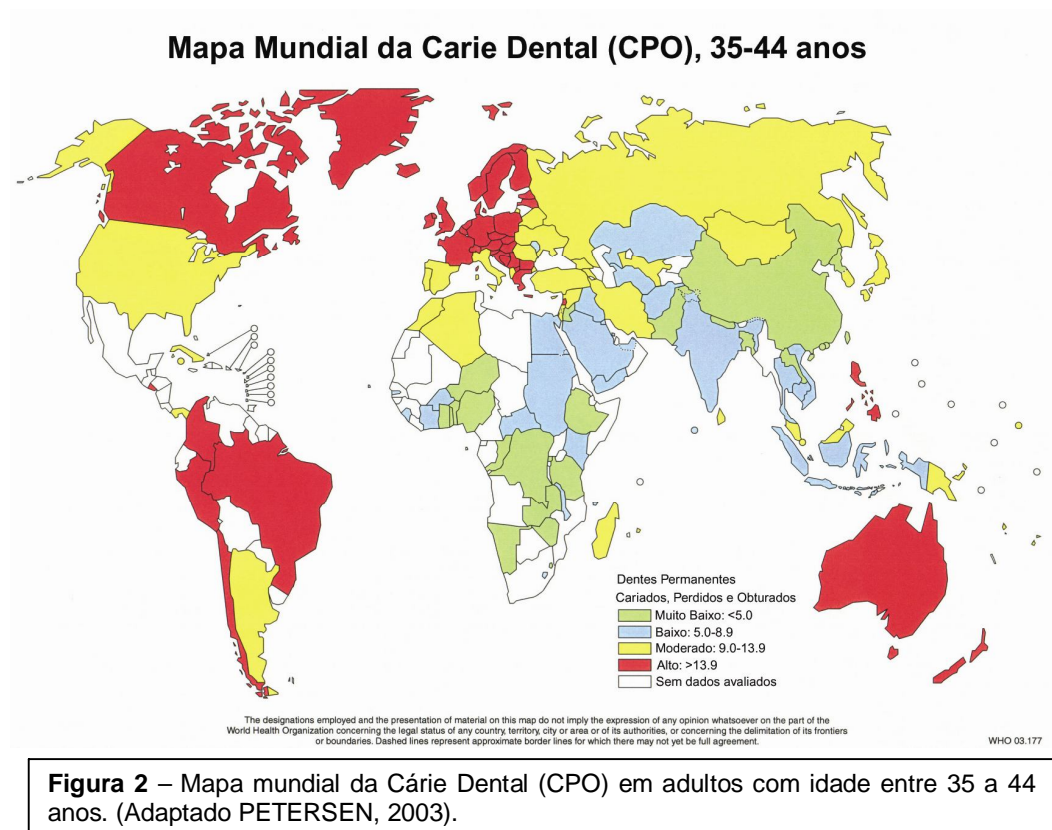 Mapa Mundial da Carie Dental (CPO), 35-44 anos
Dentes Permanentes
Cariados, Perdidos e Obturados
Muito Baixo: <5.0
Baixo: 5.0-8.9
Moderado: 9.0-13.9
Alto: >13.9
Sem dados avaliados
The designations employed and the presentation of material on this map do not imply the expression of any opinion whatsoever on the part of the
World Health Organization concerning the legal status of any country, territory, city or area or of its authorities, or concerning the delimitation of its frontiers
or boundaries. Dashed lines represent approximate border lines for which there may not yet be full agreement.
WHO 03.177
Figura 2 – Mapa mundial da Cárie Dental (CPO) em adultos com idade entre 35 a 44
anos. (Adaptado PETERSEN, 2003).